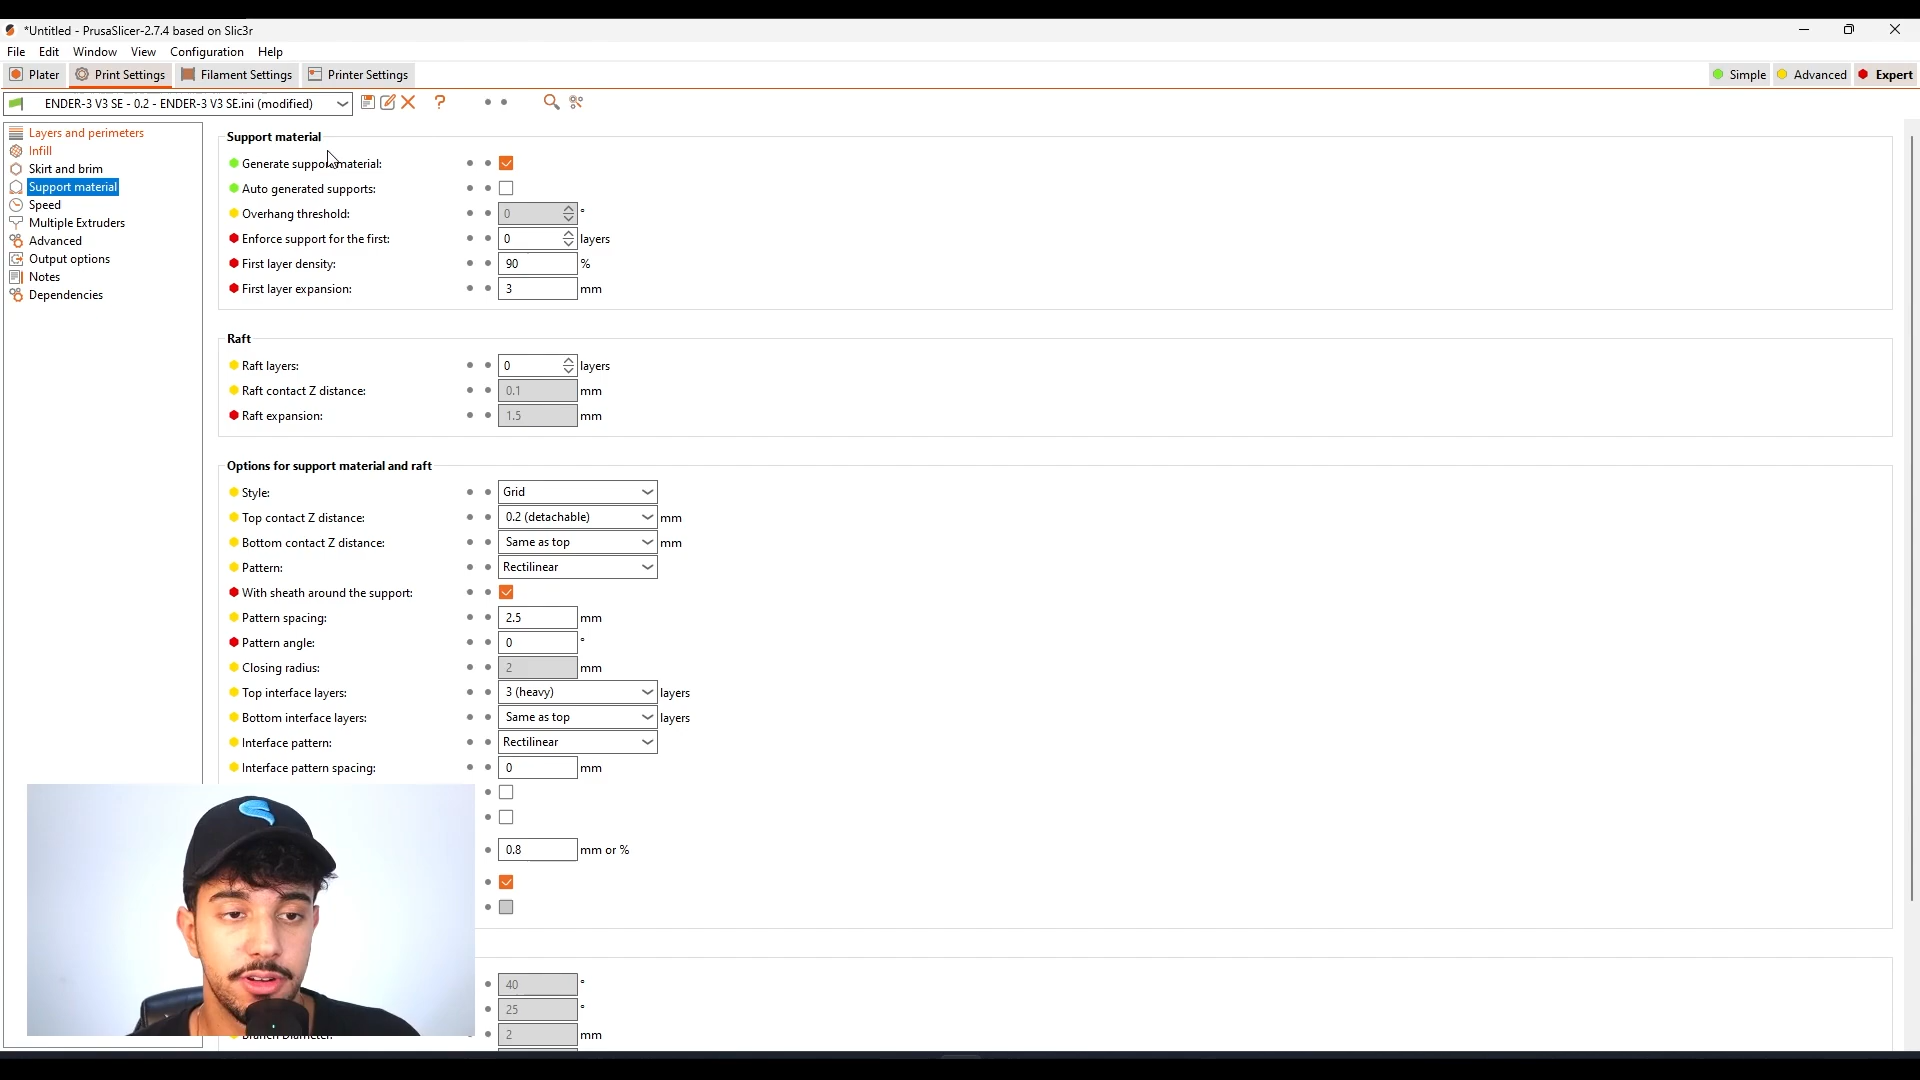 *Untitled - PrusaSlicer-2.7.4 based on Slic3r
File Edit Window View Configuration Help
Plater Print Settings Filament Settings Printer Settings Simple Advanced Expert
ENDER-3 V3 SE - 0.2 - ENDER-3 V3 SE.ini (modified) ?
Layers and perimeters
Infill
Skirt and brim
Support material
Speed
Multiple Extruders
Advanced
Output options
Notes
Dependencies
Support material
Generate support material:
Auto generated supports:
Overhang threshold: 0 °
Enforce support for the first: 0 layers
First layer density: 90 %
First layer expansion: 3 mm
Raft
Raft layers: 0 layers
Raft contact Z distance: 0.1 mm
Raft expansion: 1.5 mm
Options for support material and raft
Style: Grid
Top contact Z distance: 0.2 (detachable) mm
Bottom contact Z distance: Same as top mm
Pattern: Rectilinear
With sheath around the support:
Pattern spacing: 2.5 mm
Pattern angle: 0 °
Closing radius: 2 mm
Top interface layers: 3 (heavy) layers
Bottom interface layers: Same as top layers
Interface pattern: Rectilinear
Interface pattern spacing: 0 mm
0.8 mm or %
40 °
25 °
Branch Diameter: 2 mm